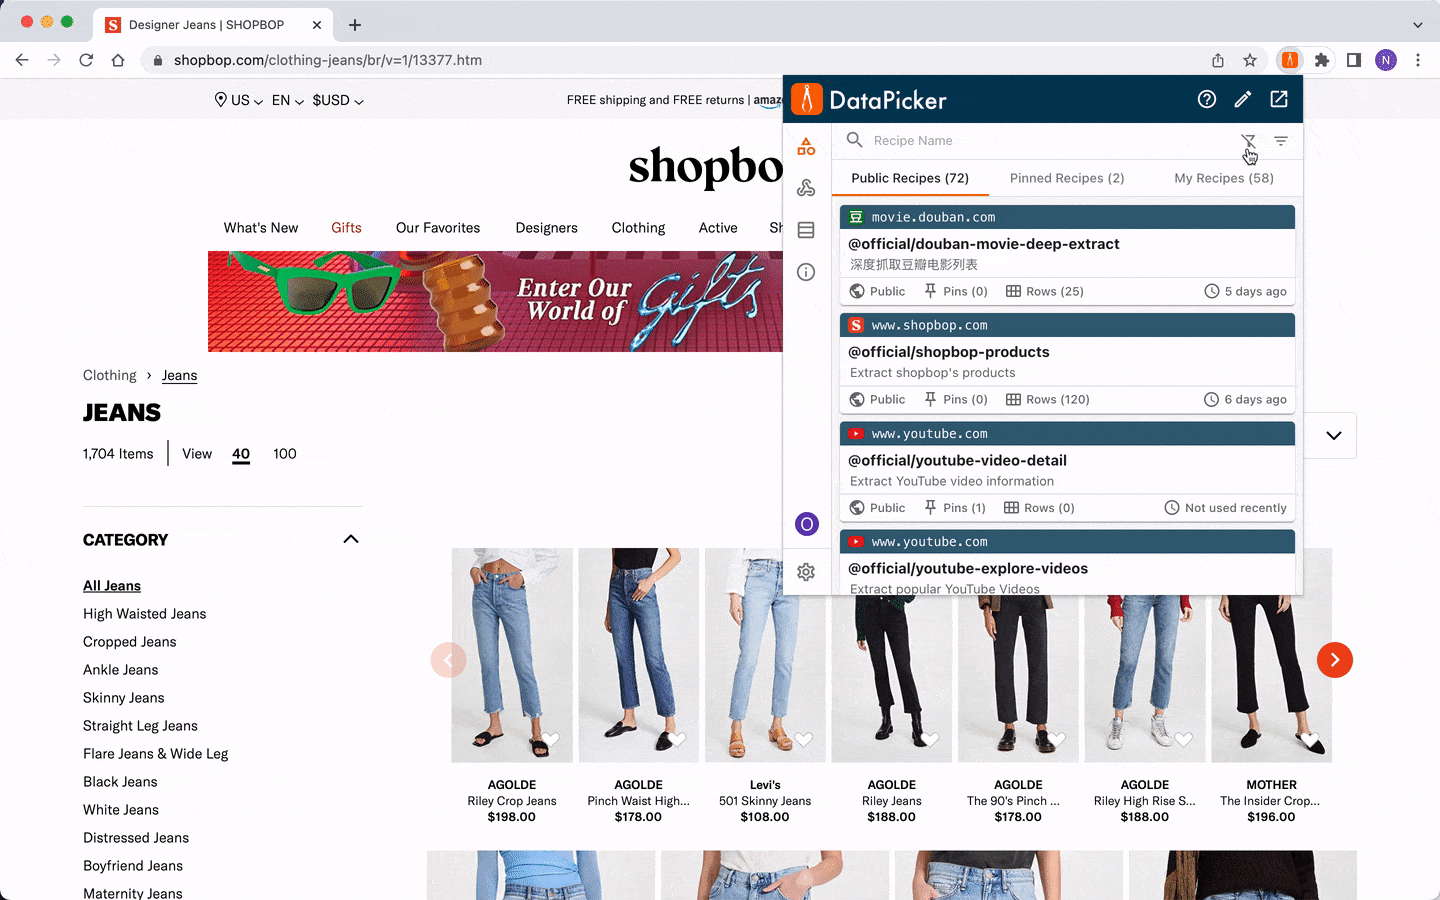 Designer Jeans | SHOPBOP
shopbop.com/clothing-jeans/br/v=1/13377.htm
N
US
EN
$USD
FREE shipping and FREE returns |
shopbop
What's New
Gifts
Our Favorites
Designers
Clothing
Active
Enter Our
World of
Gifts
Clothing › Jeans
JEANS
1,704 Items
View
40
100
CATEGORY
All Jeans
High Waisted Jeans
Cropped Jeans
Ankle Jeans
Skinny Jeans
Straight Leg Jeans
Flare Jeans & Wide Leg
Black Jeans
White Jeans
Distressed Jeans
Boyfriend Jeans
Maternity Jeans
DataPicker
Recipe Name
Public Recipes (72)
Pinned Recipes (2)
My Recipes (58)
豆 movie.douban.com
@official/douban-movie-deep-extract
深度抓取豆瓣电影列表
Public
Pins (0)
Rows (25)
5 days ago
S www.shopbop.com
@official/shopbop-products
Extract shopbop's products
Public
Pins (0)
Rows (120)
6 days ago
www.youtube.com
@official/youtube-video-detail
Extract YouTube video information
Public
Pins (1)
Rows (0)
Not used recently
www.youtube.com
@official/youtube-explore-videos
Extract popular YouTube Videos
O
AGOLDE
Riley Crop Jeans
$198.00
AGOLDE
Pinch Waist High...
$178.00
Levi's
501 Skinny Jeans
$108.00
AGOLDE
Riley Jeans
$188.00
AGOLDE
The 90's Pinch ...
$178.00
AGOLDE
Riley High Rise S...
$188.00
MOTHER
The Insider Crop...
$196.00